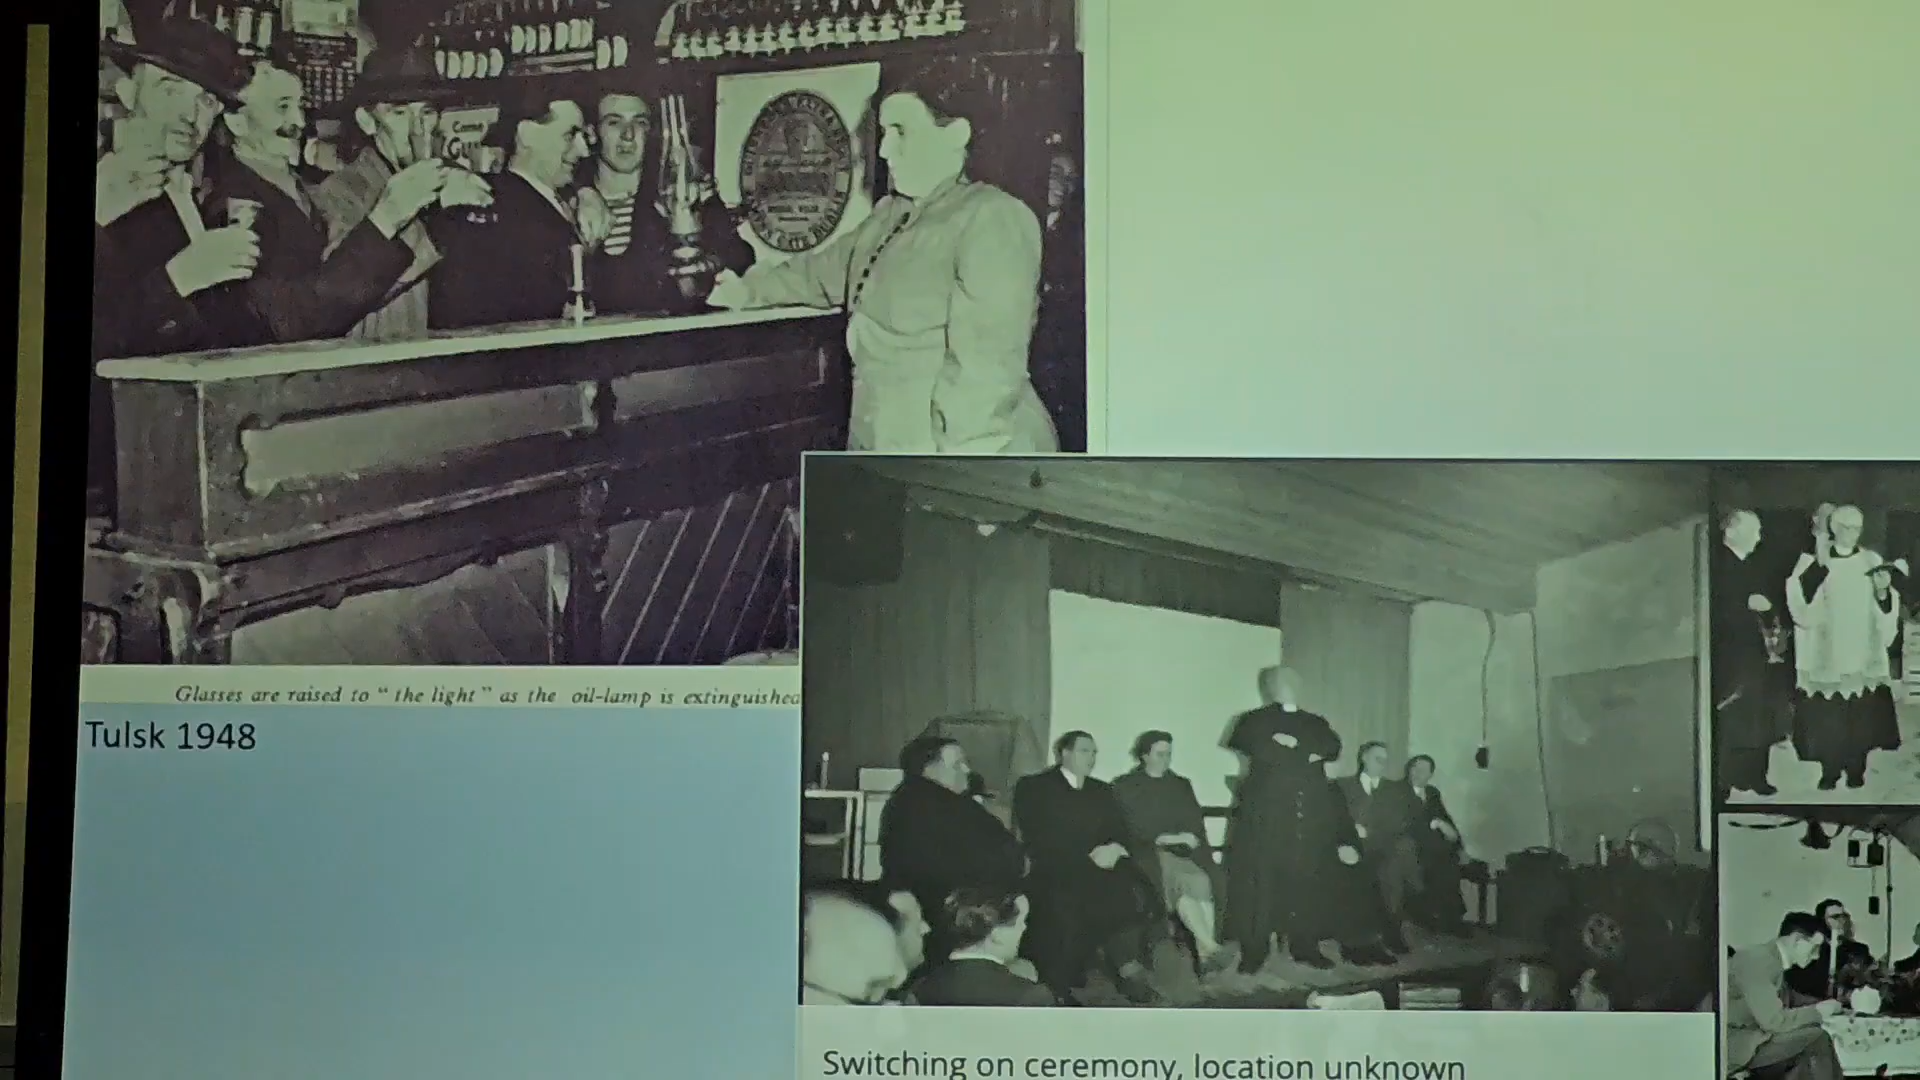 Glasses are raised to “ the light ” as the oil-lamp is extinguished
Tulsk 1948
Switching on ceremony, location unknown